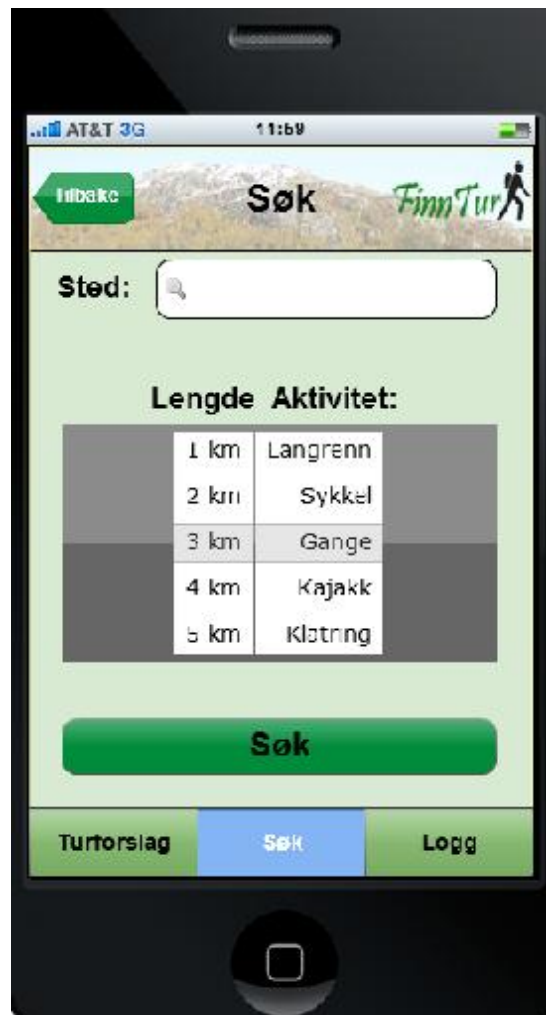 AT&T 3G 11:59
Tilbake Søk FinnTur
Sted:
Lengde Aktivitet:
1 km Langrenn
2 km Sykkel
3 km Gange
4 km Kajakk
5 km Klatring
Søk
Turforslag Søk Logg